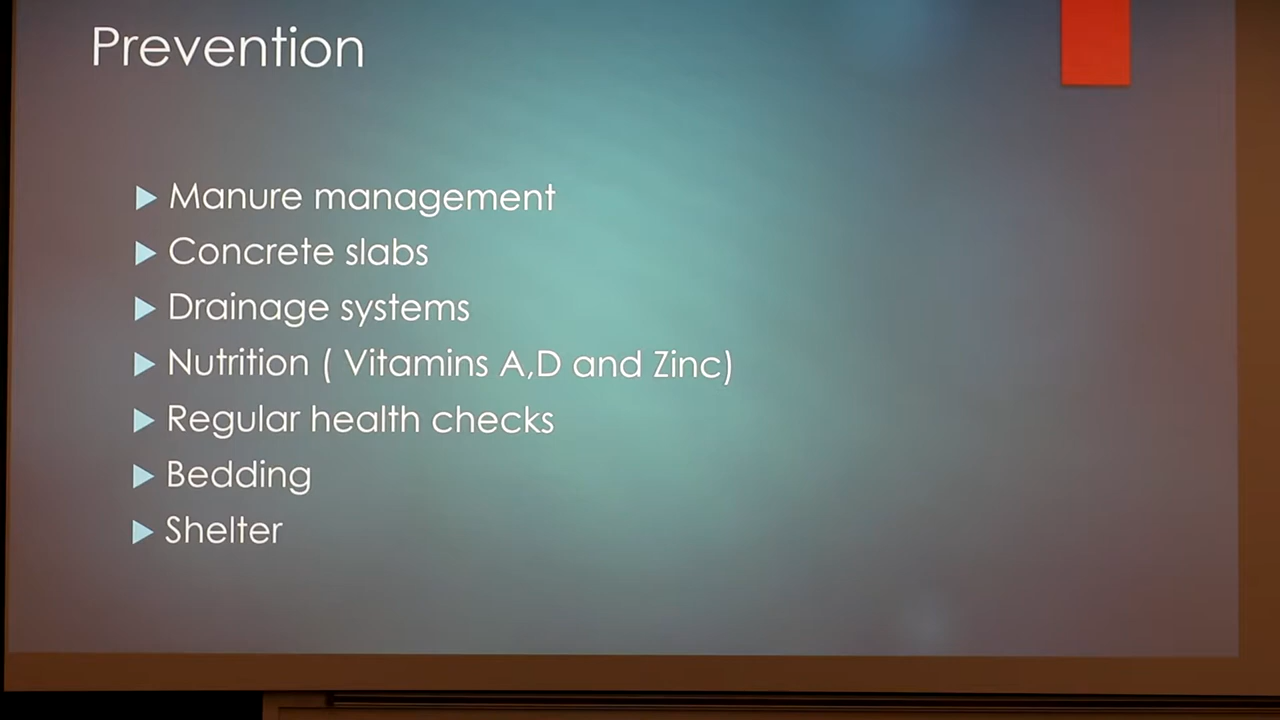 Prevention
Manure management
Concrete slabs
Drainage systems
Nutrition ( Vitamins A,D and Zinc)
Regular health checks
Bedding
Shelter